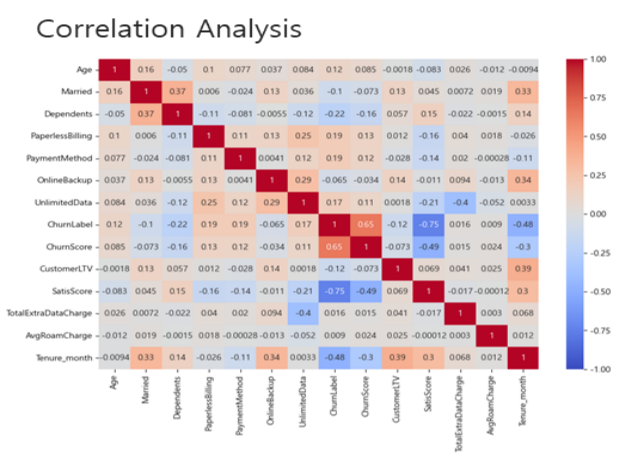 Correlation Analysis
Age 1 0.16 -0.05 0.1 0.077 0.037 0.084 0.12 0.085 -0.0018 -0.083 0.026 -0.012 -0.0094
Married 0.16 1 0.37 0.006 -0.024 0.13 0.036 -0.1 -0.073 0.13 0.045 0.0072 0.019 0.33
Dependents -0.05 0.37 1 -0.11 -0.081 -0.0055 -0.12 -0.22 -0.16 0.057 0.15 -0.022 -0.0015 0.14
PaperlessBilling 0.1 0.006 -0.11 1 0.11 0.13 0.25 0.19 0.13 0.012 -0.16 0.04 0.018 -0.026
PaymentMethod 0.077 -0.024 -0.081 0.11 1 0.0041 0.12 0.19 0.12 -0.028 -0.14 0.02 -0.00028 -0.11
OnlineBackup 0.037 0.13 -0.0055 0.13 0.0041 1 0.29 -0.065 -0.034 0.14 -0.011 0.094 -0.013 0.34
UnlimitedData 0.084 0.036 -0.12 0.25 0.12 0.29 1 0.17 0.11 0.0018 -0.21 -0.4 -0.052 0.0033
ChurnLabel 0.12 -0.1 -0.22 0.19 0.19 -0.065 0.17 1 0.65 -0.12 -0.75 0.016 0.009 -0.48
ChurnScore 0.085 -0.073 -0.16 0.13 0.12 -0.034 0.11 0.65 1 -0.073 -0.49 0.015 0.024 -0.3
CustomerLTV -0.0018 0.13 0.057 0.012 -0.028 0.14 0.0018 -0.12 -0.073 1 0.069 0.041 0.025 0.39
SatisScore -0.083 0.045 0.15 -0.16 -0.14 -0.011 -0.21 -0.75 -0.49 0.069 1 -0.017 -0.00012 0.3
TotalExtraDataCharge 0.026 0.0072 -0.022 0.04 0.02 0.094 -0.4 0.016 0.015 0.041 -0.017 1 0.003 0.068
AvgRoamCharge -0.012 0.019 -0.0015 0.018 -0.00028 -0.013 -0.052 0.009 0.024 0.025 -0.00012 0.003 1 0.012
Tenure_month -0.0094 0.33 0.14 -0.026 -0.11 0.34 0.0033 -0.48 -0.3 0.39 0.3 0.068 0.012 1
Age
Married
Dependents
PaperlessBilling
PaymentMethod
OnlineBackup
UnlimitedData
ChurnLabel
ChurnScore
CustomerLTV
SatisScore
TotalExtraDataCharge
AvgRoamCharge
Tenure_month
1.00
0.75
0.50
0.25
0.00
-0.25
-0.50
-0.75
-1.00